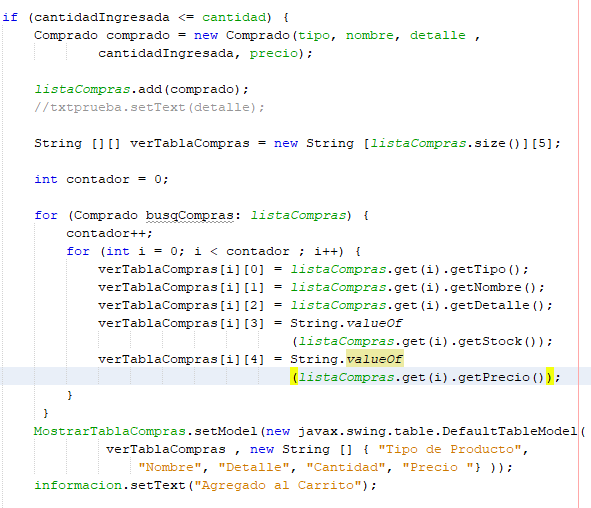 if (cantidadIngresada <= cantidad) {
Comprado comprado = new Comprado(tipo, nombre, detalle ,
cantidadIngresada, precio);
listaCompras.add(comprado);
//txtprueba.setText(detalle);
String [][] verTablaCompras = new String [listaCompras.size()][5];
int contador = 0;
for (Comprado busqCompras: listaCompras) {
contador++;
for (int i = 0; i < contador ; i++) {
verTablaCompras[i][0] = listaCompras.get(i).getTipo();
verTablaCompras[i][1] = listaCompras.get(i).getNombre();
verTablaCompras[i][2] = listaCompras.get(i).getDetalle();
verTablaCompras[i][3] = String.valueOf
(listaCompras.get(i).getStock());
verTablaCompras[i][4] = String.valueOf
(listaCompras.get(i).getPrecio());
}
}
MostrarTablaCompras.setModel(new javax.swing.table.DefaultTableModel(
verTablaCompras , new String [] { "Tipo de Producto",
"Nombre", "Detalle", "Cantidad", "Precio "} ));
informacion.setText("Agregado al Carrito");